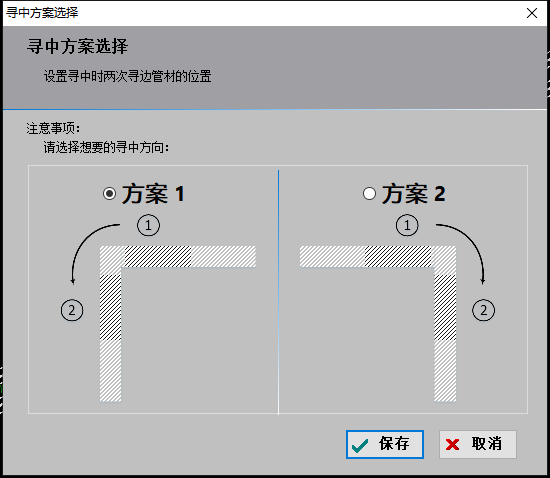 寻中方案选择
寻中方案选择
设置寻中时两次寻边管材的位置
注意事项：
请选择想要的寻中方向：
方案 1
方案 2
①
①
②
②
保存
取消